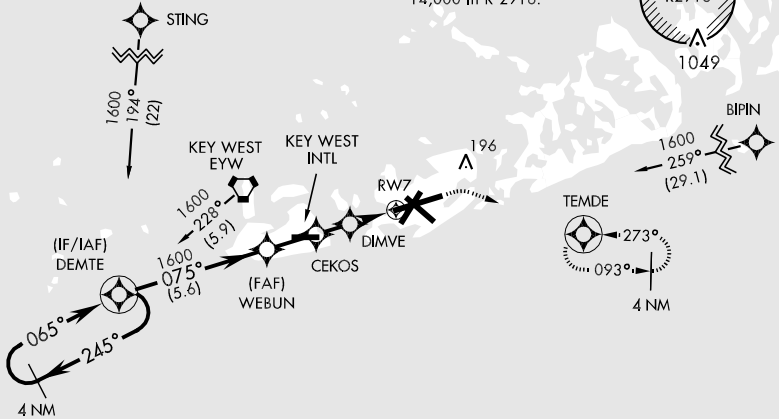 14,000 in R-2916.
STING
1049
1600
194°
(22)
BIPIN
1600
259°
(29.1)
KEY WEST
EYW
KEY WEST
INTL
196
RW7
1600
228°
(5.9)
TEMDE
273°
093°
4 NM
(IF/IAF)
DEMTE
1600
075°
(5.6)
DIMVE
CEKOS
(FAF)
WEBUN
065°
245°
4 NM